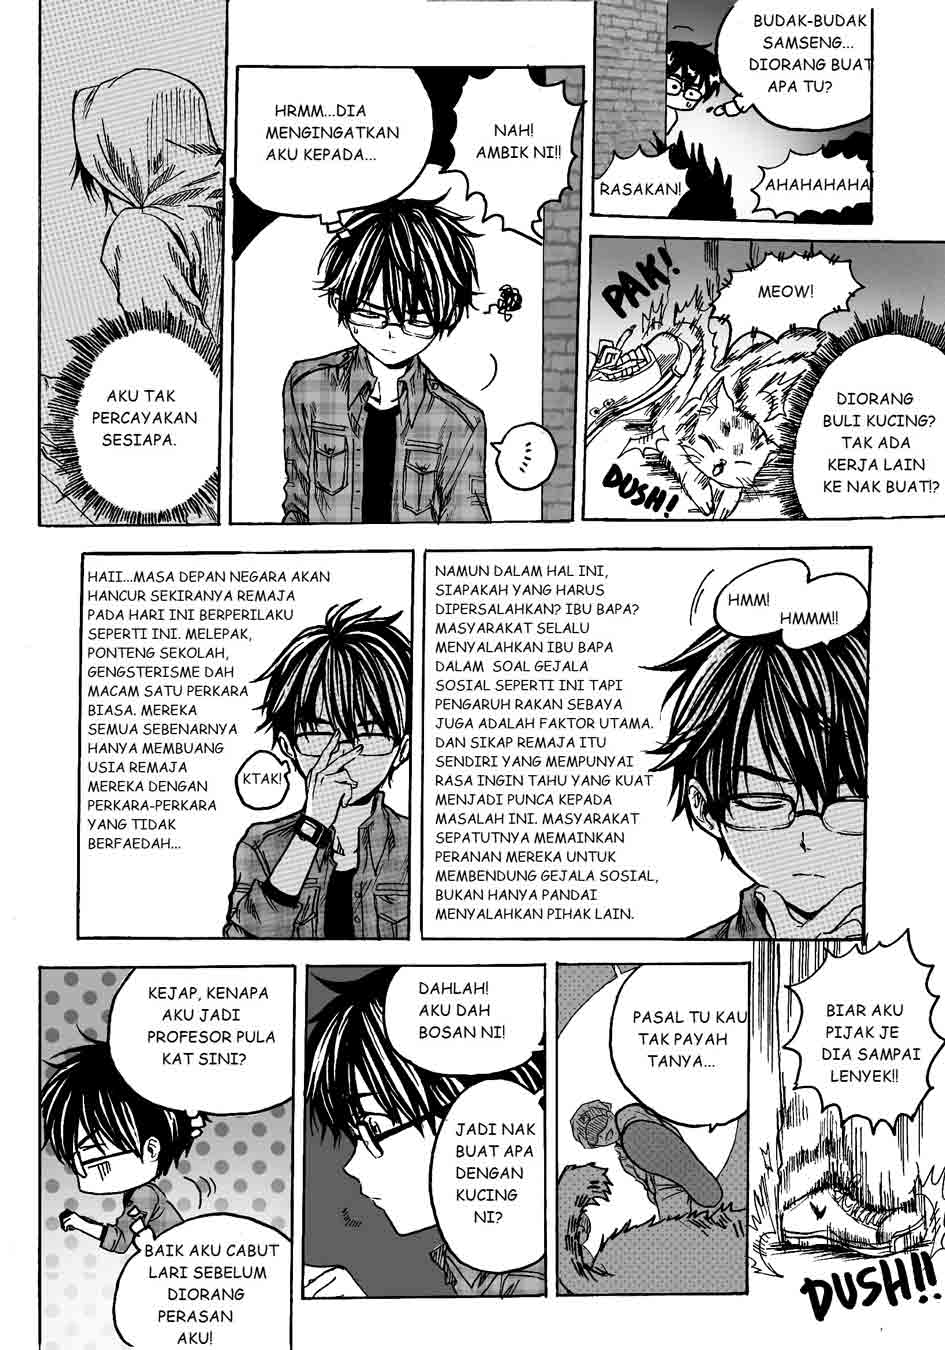 AKU TAK
PERCAYAKAN
SESIAPA.
HRMM...DIA
MENGINGATKAN
AKU KEPADA...
NAH!
AMBIK NI!!
BUDAK-BUDAK
SAMSENG...
DIORANG BUAT
APA TU?
RASAKAN!
AHAHAHAHA
PAK!
MEOW!
DIORANG
BULI KUCING?
TAK ADA
KERJA LAIN
KE NAK BUAT!?
DUSH!
HAII...MASA DEPAN NEGARA AKAN
HANCUR SEKIRANYA REMAJA
PADA HARI INI BERPERILAKU
SEPERTI INI. MELEPAK,
PONTENG SEKOLAH,
GENGSTERISME DAH
MACAM SATU PERKARA
BIASA. MEREKA
SEMUA SEBENARNYA
HANYA MEMBUANG
USIA REMAJA
MEREKA DENGAN
PERKARA-PERKARA
YANG TIDAK
BERFAEDAH...
KTAK!
NAMUN DALAM HAL INI,
SIAPAKAH YANG HARUS
DIPERSALAHKAN? IBU BAPA?
MASYARAKAT SELALU
MENYALAHKAN IBU BAPA
DALAM SOAL GEJALA
SOSIAL SEPERTI INI TAPI
PENGARUH RAKAN SEBAYA
JUGA ADALAH FAKTOR UTAMA.
DAN SIKAP REMAJA ITU
SENDIRI YANG MEMPUNYAI
RASA INGIN TAHU YANG KUAT
MENJADI PUNCA KEPADA
MASALAH INI. MASYARAKAT
SEPATUTNYA MEMAINKAN
PERANAN MEREKA UNTUK
MEMBENDUNG GEJALA SOSIAL,
BUKAN HANYA PANDAI
MENYALAHKAN PIHAK LAIN.
HMM!
HMMM!!
KEJAP, KENAPA
AKU JADI
PROFESOR PULA
KAT SINI?
BAIK AKU CABUT
LARI SEBELUM
DIORANG
PERASAN
AKU!
DAHLAH!
AKU DAH
BOSAN NI!
JADI NAK
BUAT APA
DENGAN
KUCING
NI?
PASAL TU KAU
TAK PAYAH
TANYA...
BIAR AKU
PIJAK JE
DIA SAMPAI
LENYEK!!
DUSH!!